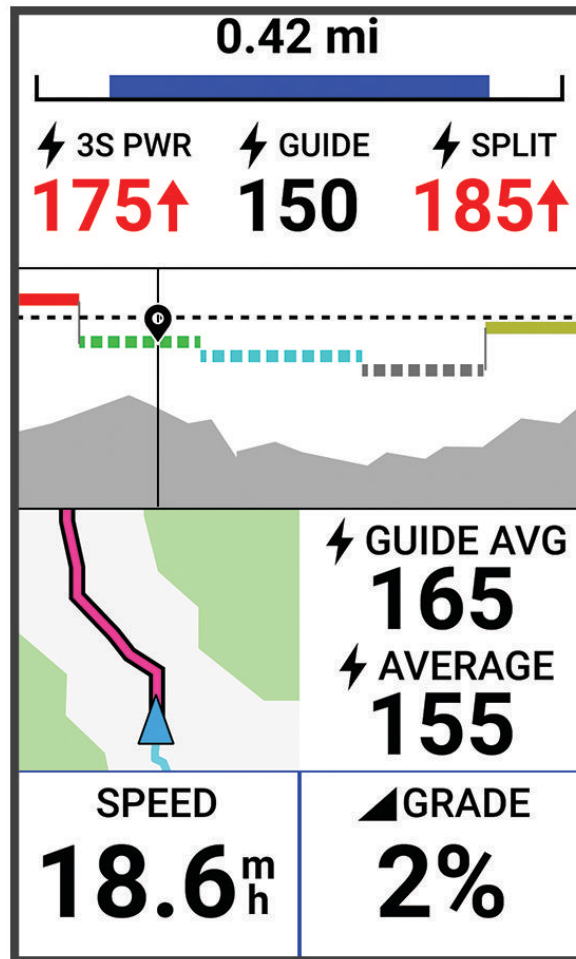 0.42 mi
3S PWR GUIDE SPLIT
175 150 185
GUIDE AVG
165
AVERAGE
155
SPEED GRADE
18.6 m/h 2%